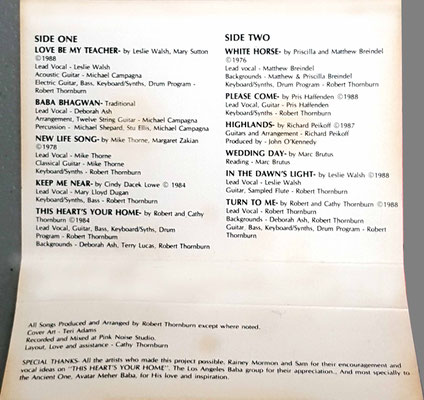 SIDE ONE
LOVE BE MY TEACHER- by Leslie Walsh, Mary Sutton
©1988
Lead Vocal - Leslie Walsh
Acoustic Guitar - Michael Campagna
Electric Guitar, Bass, Keyboard/Synths, Drum Program -
Robert Thornburn
BABA BHAGWAN- Traditional
Lead Vocal - Deborah Ash
Arrangement, Twelve String Guitar - Michael Campagna
Percussion - Michael Shepard, Stu Ellis, Michael Campagna
NEW LIFE SONG- by Mike Thorne, Margaret Zakian
©1978
Lead Vocal - Mike Thorne
Classical Guitar - Mike Thorne
Keyboard/Synths - Robert Thornburn
KEEP ME NEAR- by Cindy Dacek Lowe © 1984
Lead Vocal - Mary Lloyd Dugan
Keyboard/Synths, Bass - Robert Thornburn
THIS HEART'S YOUR HOME- by Robert and Cathy
Thornburn ©1984
Lead Vocal, Guitar, Bass, Keyboard/Synths, Drum
Program - Robert Thornburn
Backgrounds - Deborah Ash, Terry Lucas, Robert Thornburn
SIDE TWO
WHITE HORSE- by Priscilla and Matthew Breindel
©1976
Lead vocal - Matthew Breindel
Backgrounds - Matthew & Priscilla Breindel
Keyboard/Synths, Drum Program - Robert Thornburn
PLEASE COME- by Pris Haffenden ©1988
Lead Vocal, Guitar - Pris Haffenden
Keyboard/Synths, Bass - Robert Thornburn
HIGHLANDS- by Richard Peikoff ©1987
Guitars and Arrangement - Richard Peikoff
Produced by - John O'Kennedy
WEDDING DAY- by Marc Brutus
Reading - Marc Brutus
IN THE DAWN'S LIGHT- by Leslie Walsh ©1988
Lead Vocal - Leslie Walsh
Guitar, Sampled Flute - Robert Thornburn
TURN TO ME- by Robert and Cathy Thornburn ©1988
Lead Vocal - Robert Thornburn
Backgrounds - Deborah Ash, Robert Thornburn
Guitar, Bass, Keyboard/Synths, Drum Program - Robert
Thornburn
All Songs Produced and Arranged by Robert Thornburn except where noted.
Cover Art - Teri Adams
Recorded and Mixed at Pink Noise Studio.
Layout, Love and assistance - Cathy Thornburn
SPECIAL THANKS- All the artists who made this project possible, Rainey Mormon and Sam for their encouragement and
vocal ideas on "THIS HEART'S YOUR HOME", The Los Angeles Baba group for their appreciation., And most specially to
the Ancient One, Avatar Meher Baba, for His love and inspiration.